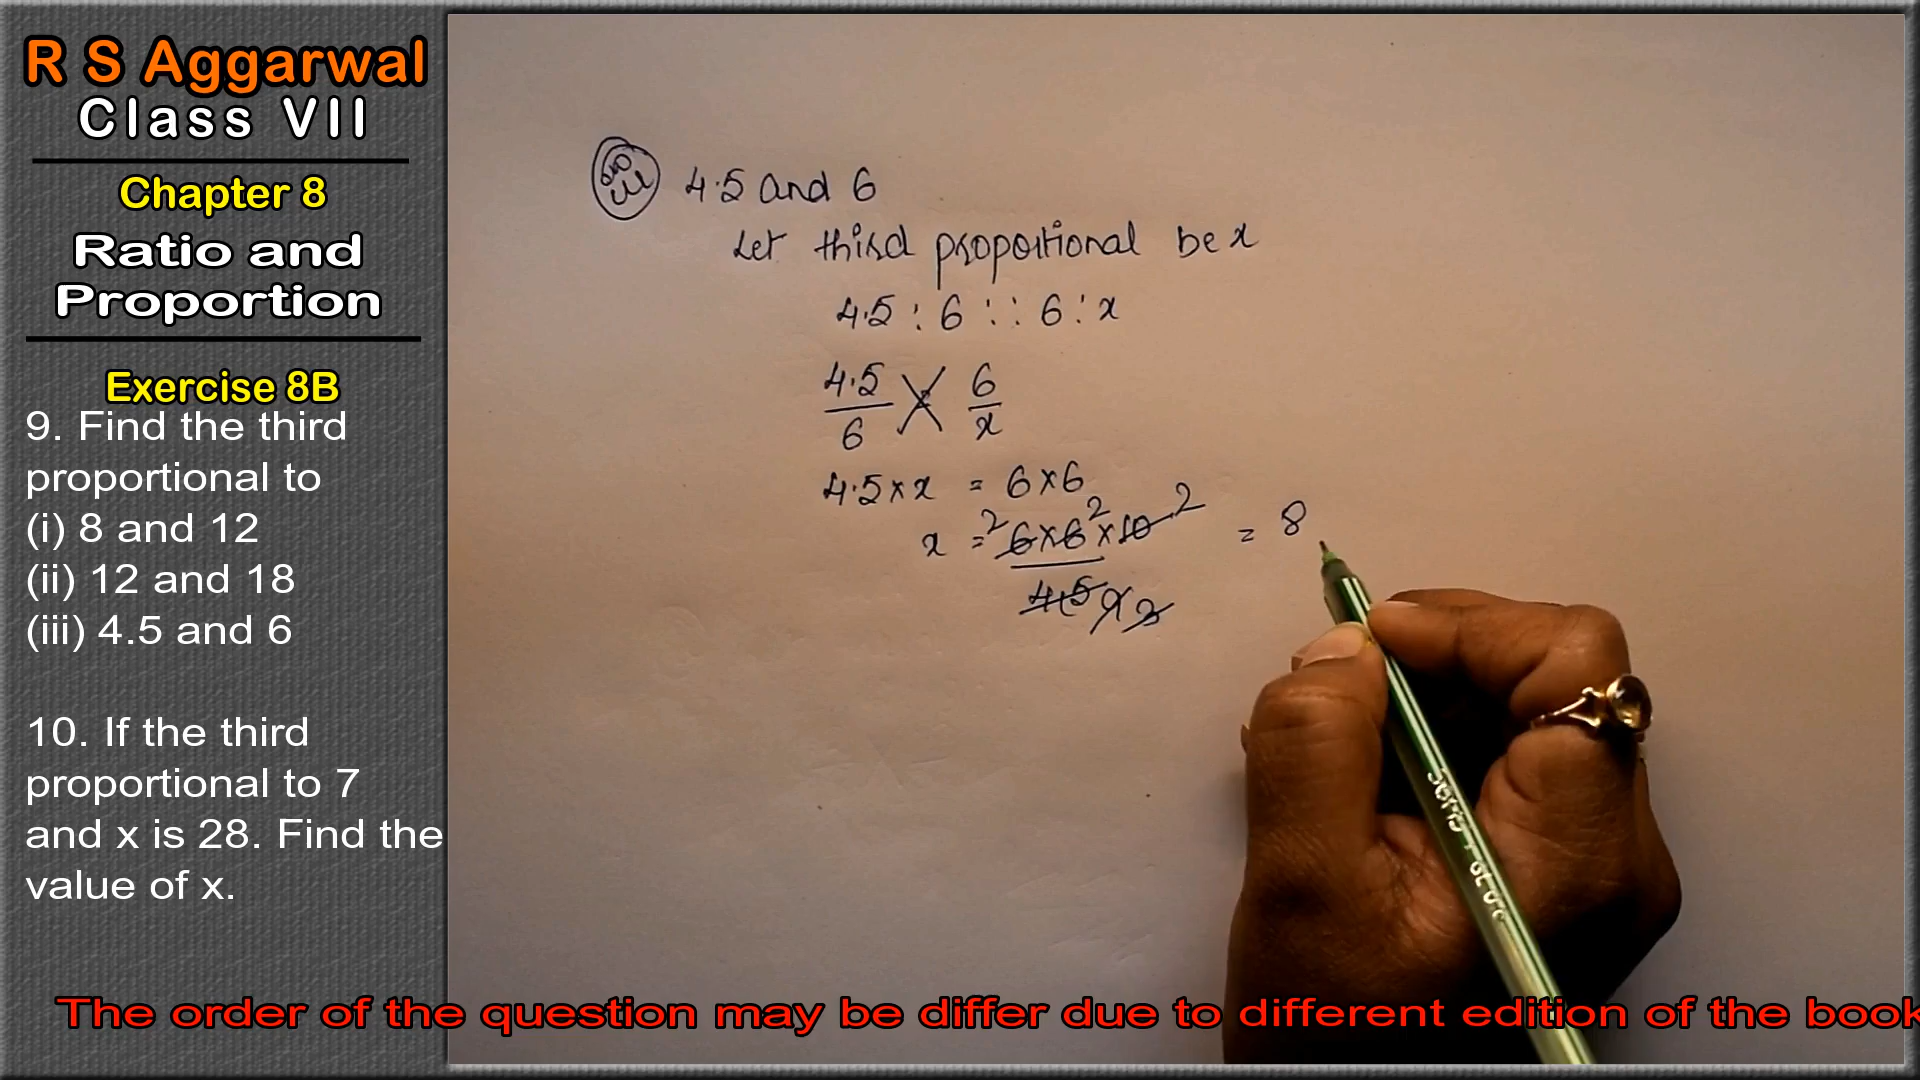 R S Aggarwal
Class VII
Chapter 8
Ratio and
Proportion
Exercise 8B
9. Find the third
proportional to
(i) 8 and 12
(ii) 12 and 18
(iii) 4.5 and 6
10. If the third
proportional to 7
and x is 28. Find the
value of x.
iii 4.5 and 6
Let third proportional be x
4.5 : 6 :: 6 : x
4.5 6
6 x
4.5 × x = 6 × 6
x = 2 6 × 6 2 × 10 2 = 8
The order of the question may be differ due to different edition of the book